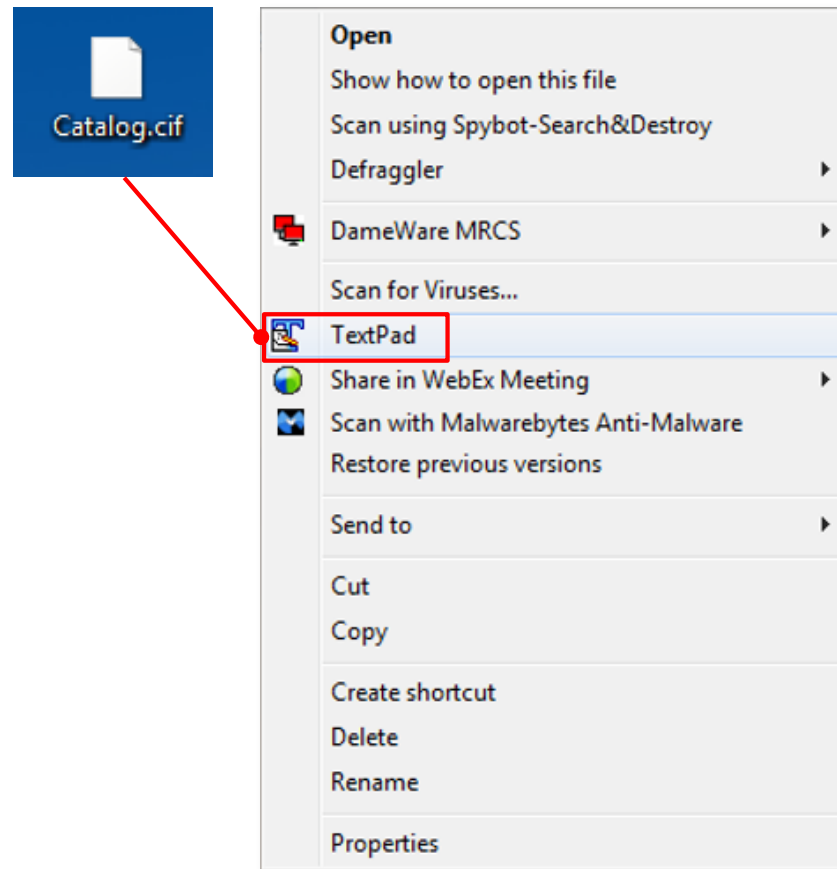 Catalog.cif
Open
Show how to open this file
Scan using Spybot-Search&Destroy
Defraggler
DameWare MRCS
Scan for Viruses...
TextPad
Share in WebEx Meeting
Scan with Malwarebytes Anti-Malware
Restore previous versions
Send to
Cut
Copy
Create shortcut
Delete
Rename
Properties